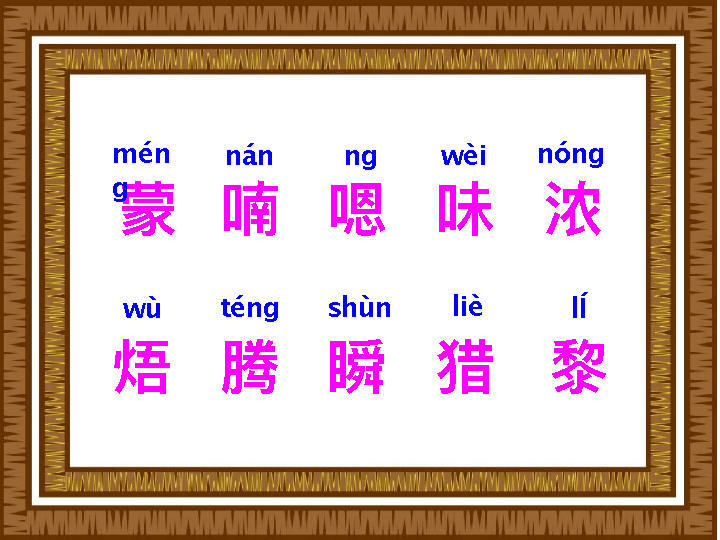 mén nán ng wèi nóng
g
蒙 喃 嗯 味 浓
wù téng shùn liè lÍ
焐 腾 瞬 猎 黎